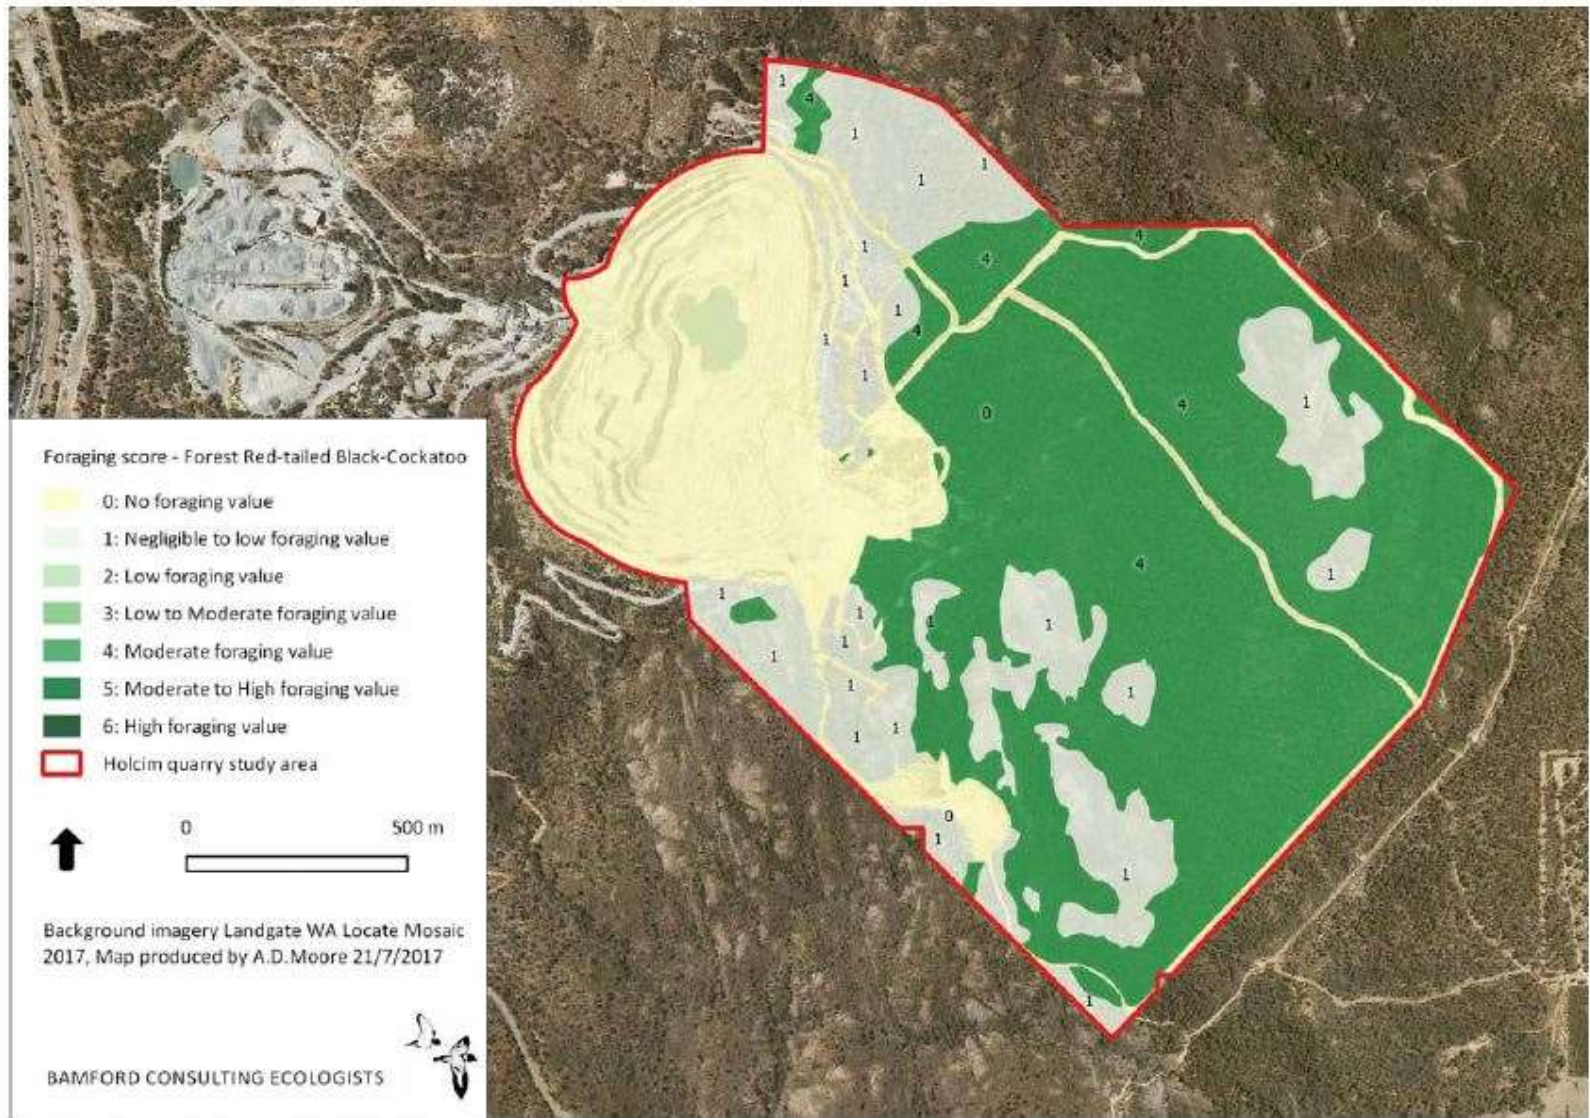 1
4
1
1
1
4
4
1
1
1
4
1
1
0
4
1
4
1
1
1
1
1
1
1
1
1
1
1
1
0
1
1
1
Foraging score - Forest Red-tailed Black-Cockatoo
0: No foraging value
1: Negligible to low foraging value
2: Low foraging value
3: Low to Moderate foraging value
4: Moderate foraging value
5: Moderate to High foraging value
6: High foraging value
Holcim quarry study area
0 500 m
Background imagery Landgate WA Locate Mosaic
2017, Map produced by A.D.Moore 21/7/2017
BAMFORD CONSULTING ECOLOGISTS